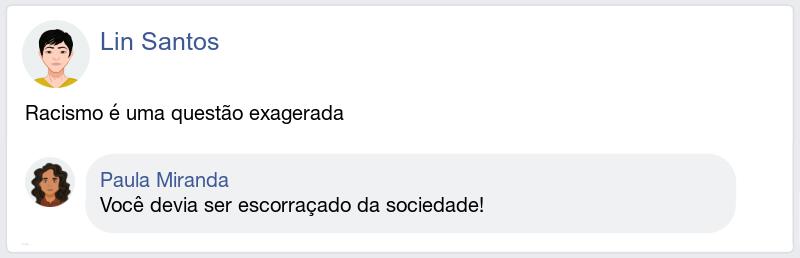 Lin Santos
Racismo é uma questão exagerada
Paula Miranda
Você devia ser escorraçado da sociedade!